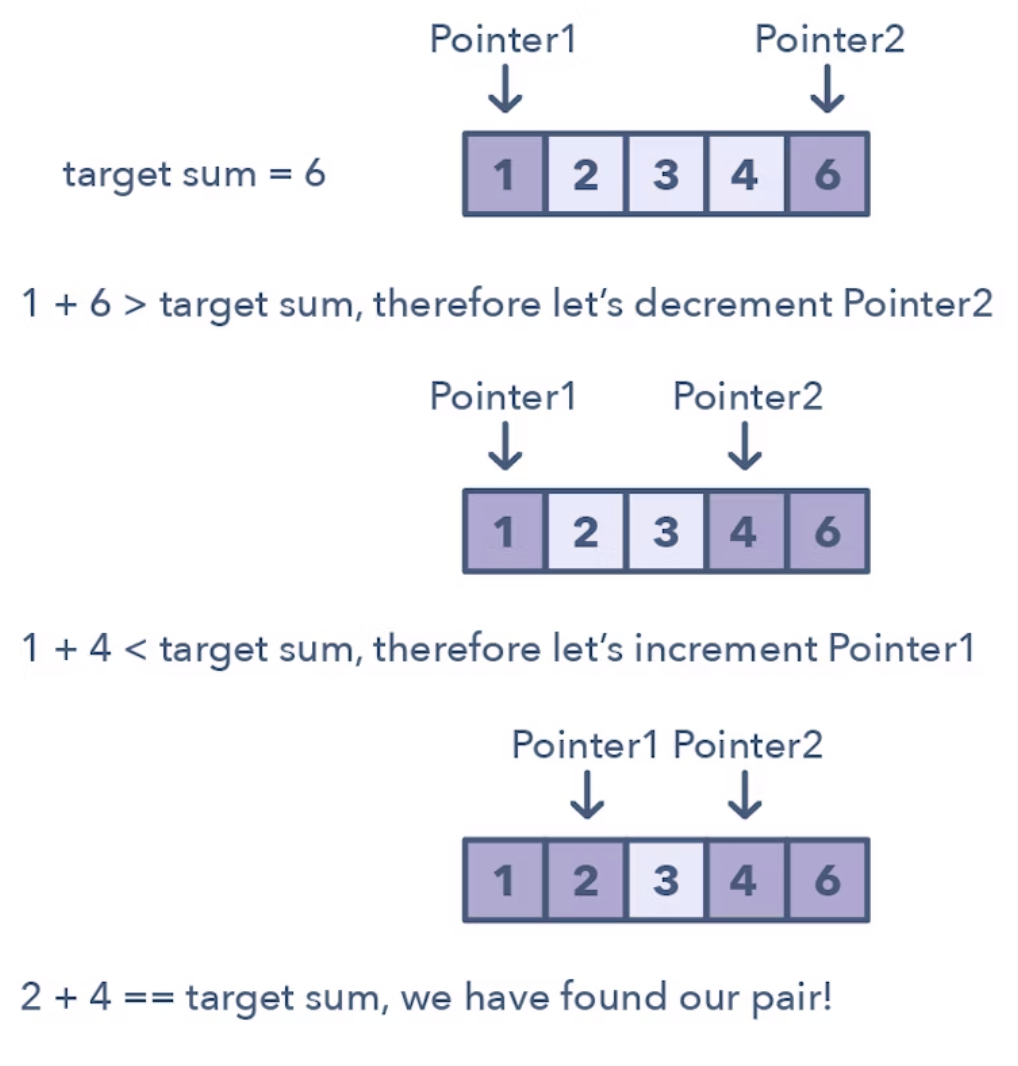 Pointer1 Pointer2
target sum = 6 1 2 3 4 6
1 + 6 > target sum, therefore let’s decrement Pointer2
Pointer1 Pointer2
1 2 3 4 6
1 + 4 < target sum, therefore let’s increment Pointer1
Pointer1 Pointer2
1 2 3 4 6
2 + 4 == target sum, we have found our pair!